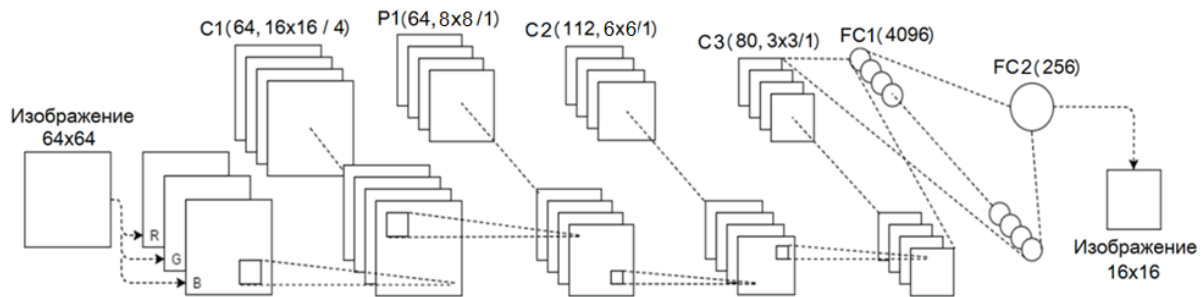 C1(64, 16x16 / 4)
P1(64, 8x8/1)
C2(112, 6x6/1)
C3(80, 3x3/1)
FC1(4096)
FC2(256)
Изображение
64x64
R
G
B
Изображение
16x16